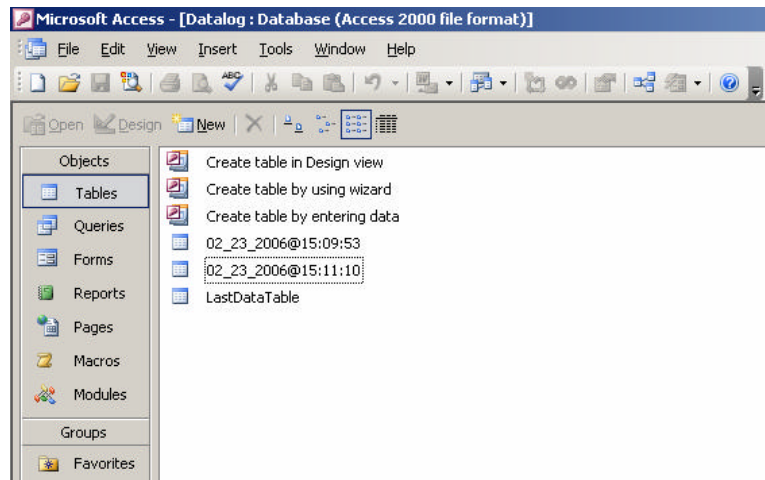 Microsoft Access - [Datalog : Database (Access 2000 file format)]
File Edit View Insert Tools Window Help
ABC
Open Design New
Objects
Tables
Queries
Forms
Reports
Pages
Macros
Modules
Groups
Favorites
Create table in Design view
Create table by using wizard
Create table by entering data
02_23_2006@15:09:53
02_23_2006@15:11:10
LastDataTable